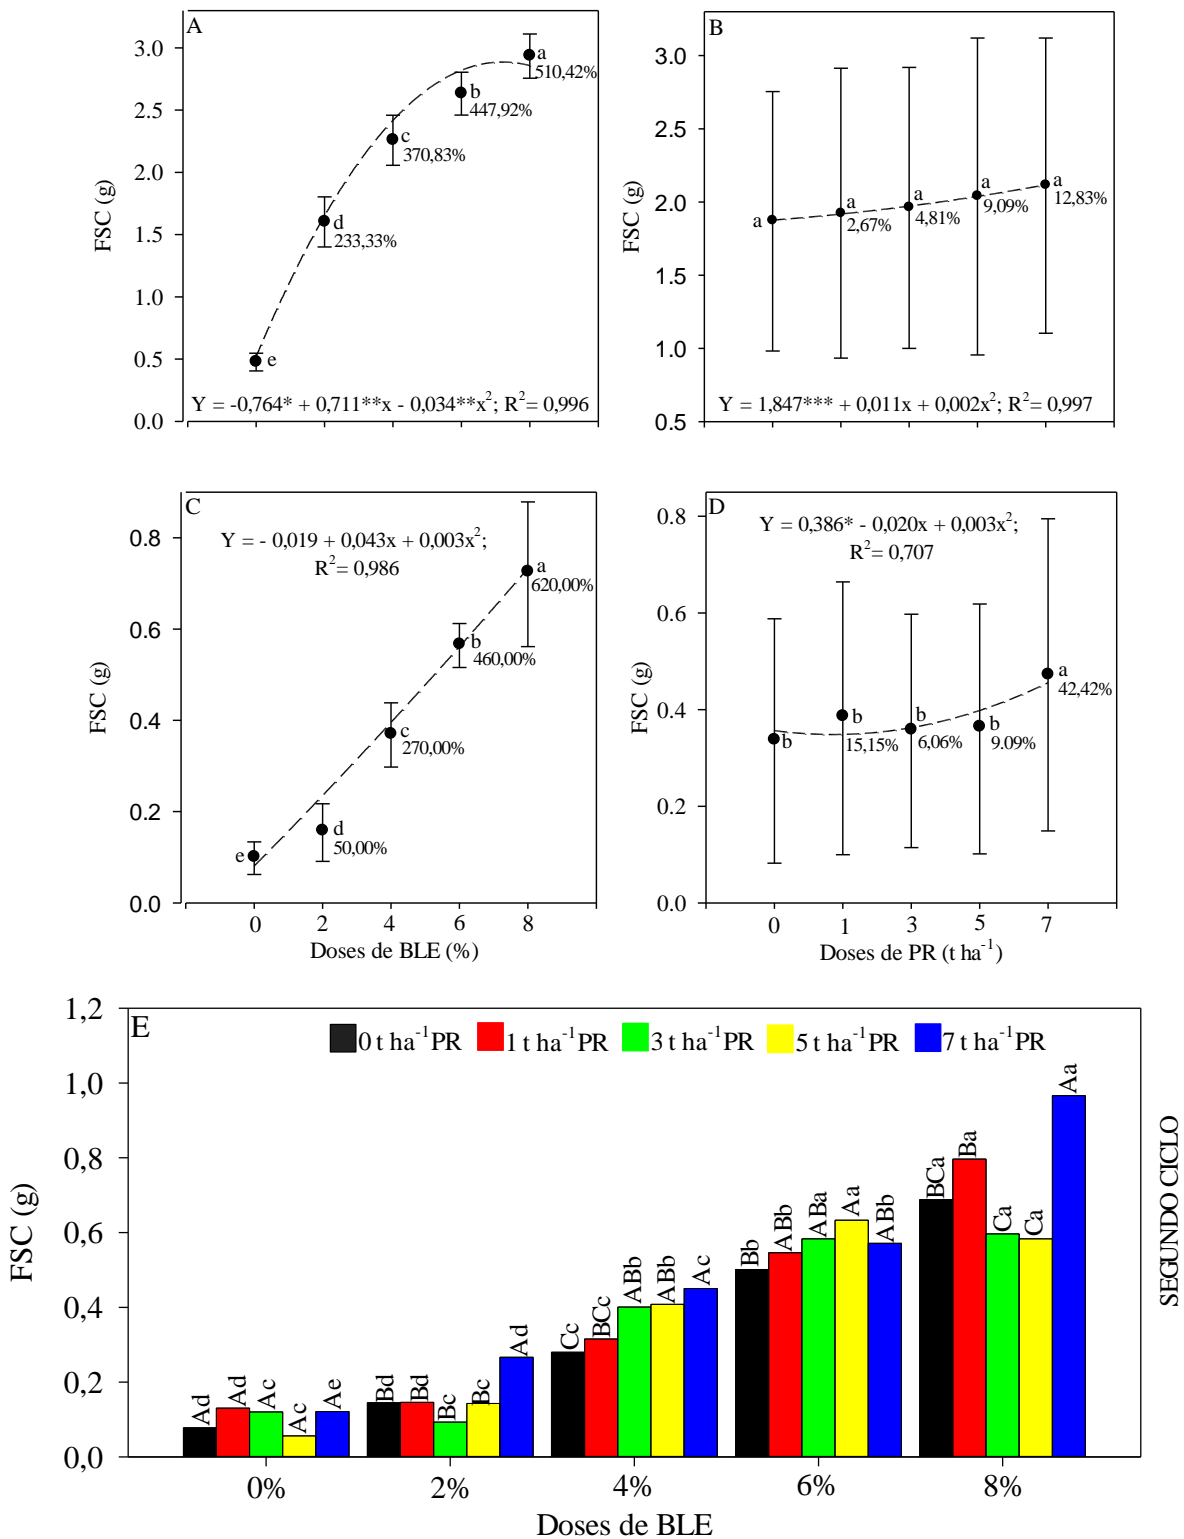 A
3.0
2.5
2.0
1.5
1.0
0.5
0.0
FSC (g)
a
510,42%
b
447,92%
c
370,83%
d
233,33%
e
Y = -0,764* + 0,711**x - 0,034**x²; R²= 0,996
B
3.0
2.5
2.0
1.5
1.0
0.5
FSC (g)
a
a
2,67%
a
4,81%
a
9,09%
a
12,83%
Y = 1,847*** + 0,011x + 0,002x²; R²= 0,997
C
Y = - 0,019 + 0,043x + 0,003x²;
R²= 0,986
0.8
0.6
0.4
0.2
0.0
FSC (g)
a
620,00%
b
460,00%
c
270,00%
d
50,00%
e
0 2 4 6 8
Doses de BLE (%)
D
Y = 0,386* - 0,020x + 0,003x²;
R²= 0,707
0.8
0.6
0.4
0.2
0.0
FSC (g)
b
b
15,15%
b
6,06%
b
9.09%
a
42,42%
0 1 3 5 7
Doses de PR (t ha⁻¹)
E
0 t ha⁻¹PR 1 t ha⁻¹PR 3 t ha⁻¹PR 5 t ha⁻¹PR 7 t ha⁻¹PR
1,2
1,0
0,8
0,6
0,4
0,2
0,0
FSC (g)
Ad Ad Ac Ac Ae
Bd Bd Bc Bc Ad
Cc BCc ABb ABb Ac
Bb ABb ABa Aa ABb
BCa Ba Ca Ca Aa
0% 2% 4% 6% 8%
Doses de BLE
SEGUNDO CICLO